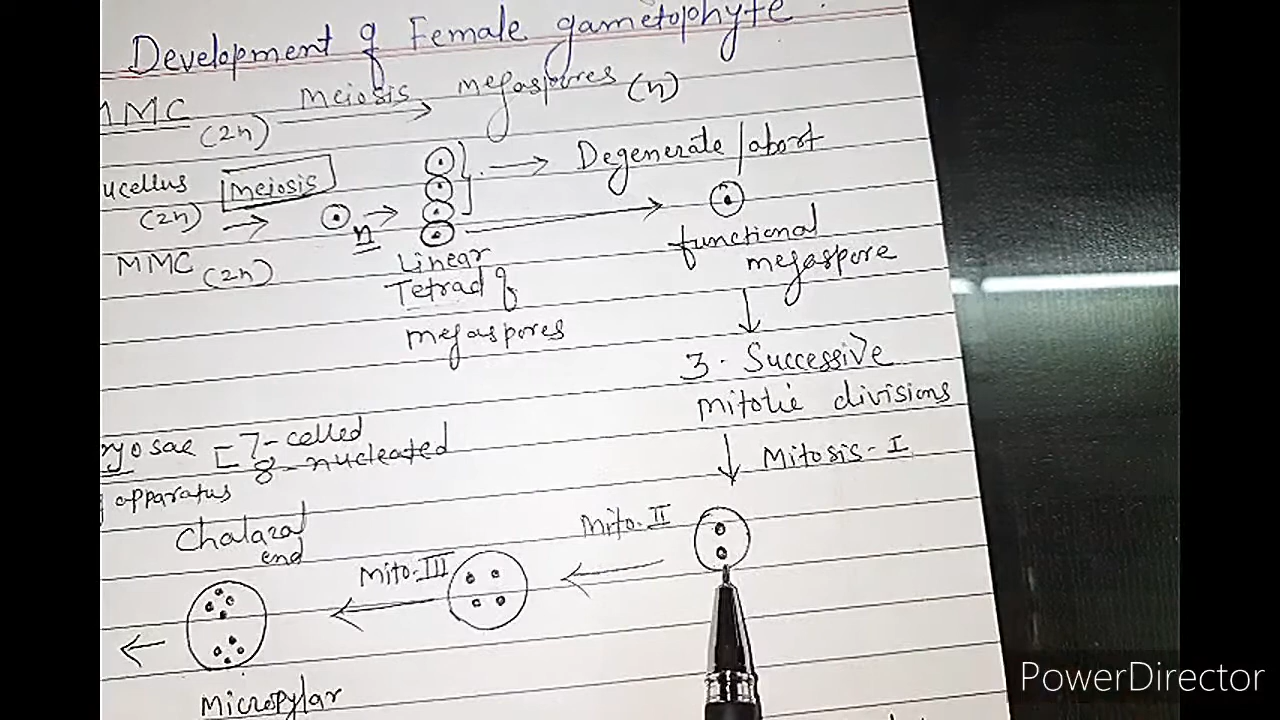 Development of Female gametophyte.
MMC (2n) Meiosis megaspores (n)
ucellus (2n) Meiosis n Degenerate/abort
MMC (2n) Linear Tetrad of megaspores
functional megaspore
3. Successive mitotic divisions
Mitosis-I
ryosac [7-celled
8-nucleated
apparatus
Chalazal end
Mito-III
Mito-II
Micropylar
PowerDirector